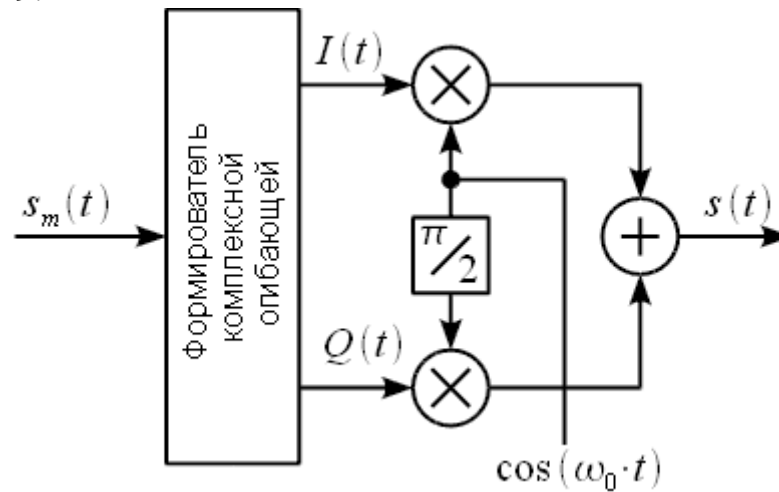 I(t)
s_m(t)
Формирователь
комплексной
огибающей
π/2
s(t)
Q(t)
cos(ω_0·t)